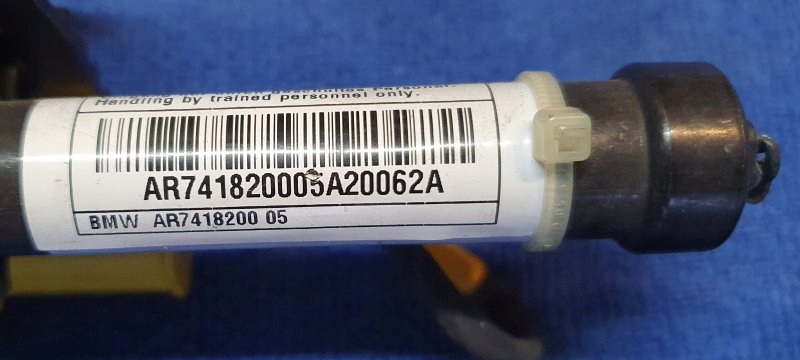 Handling by trained personnel only.
AR741820005A20062A
BMW AR7418200 05